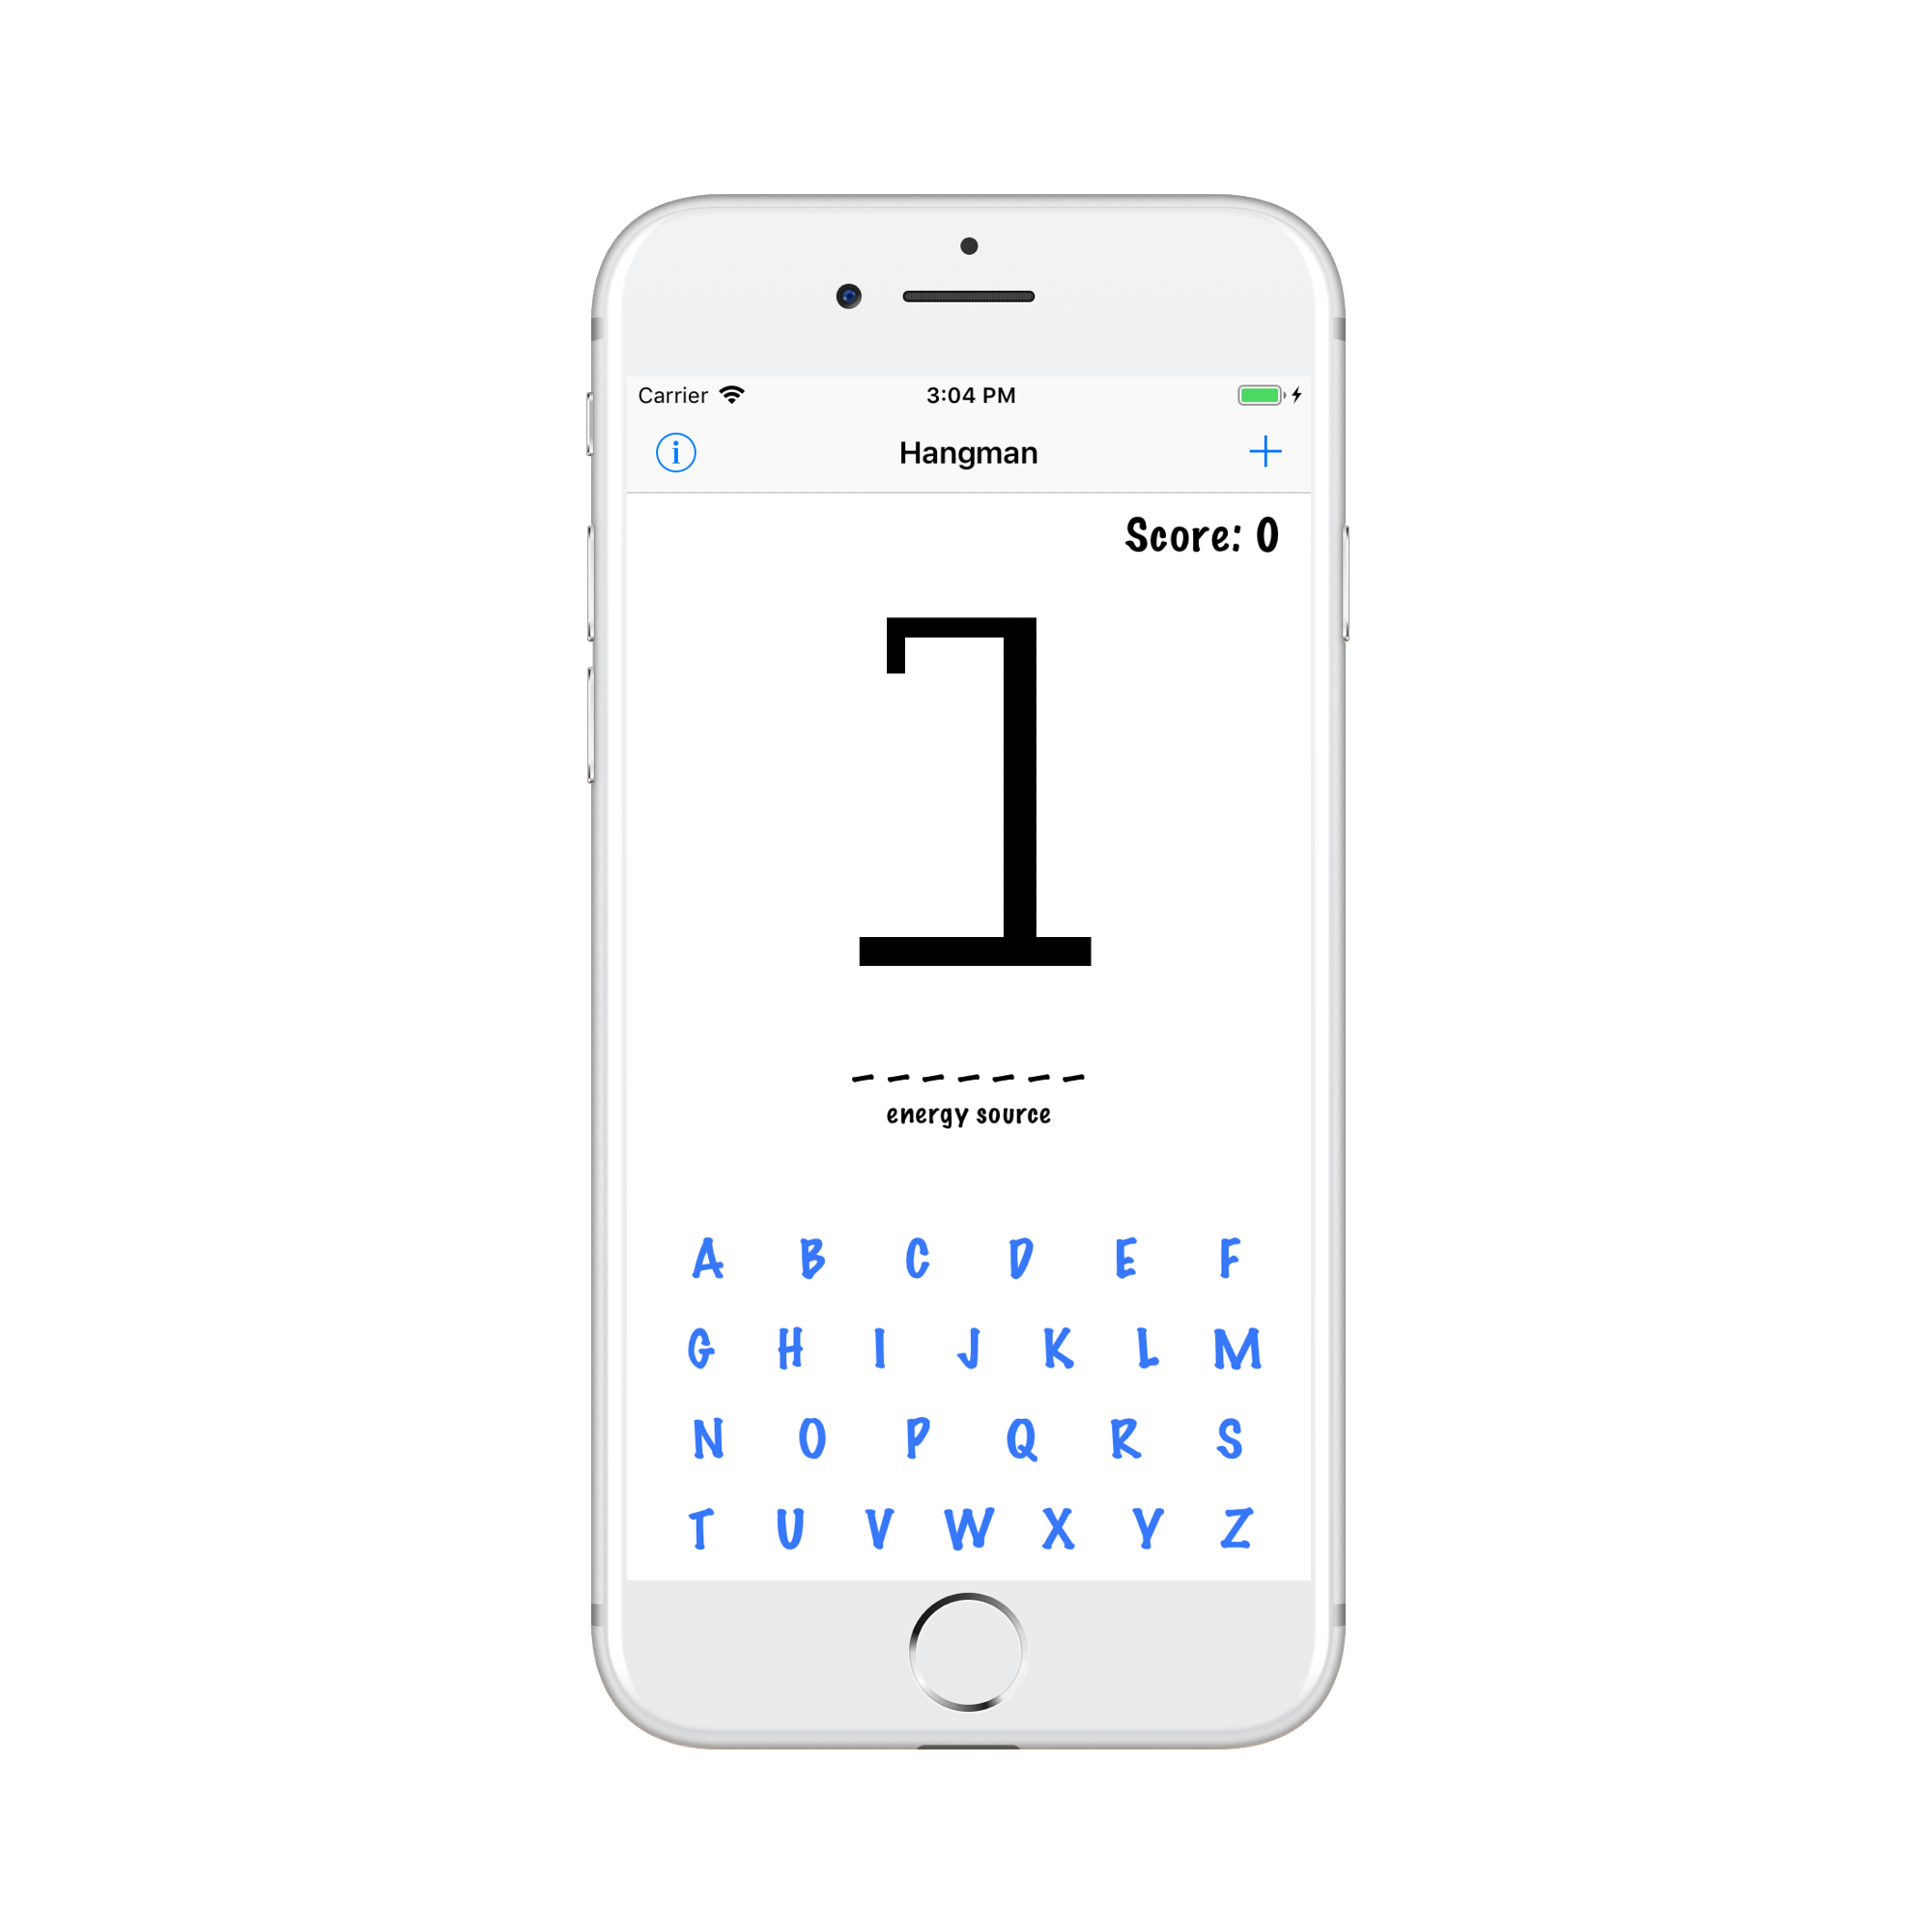 Carrier 3:04 PM
i Hangman +
Score: 0
_ _ _ _ _ _ _
energy source
A B C D E F
G H I J K L M
N O P Q R S
T U V W X Y Z